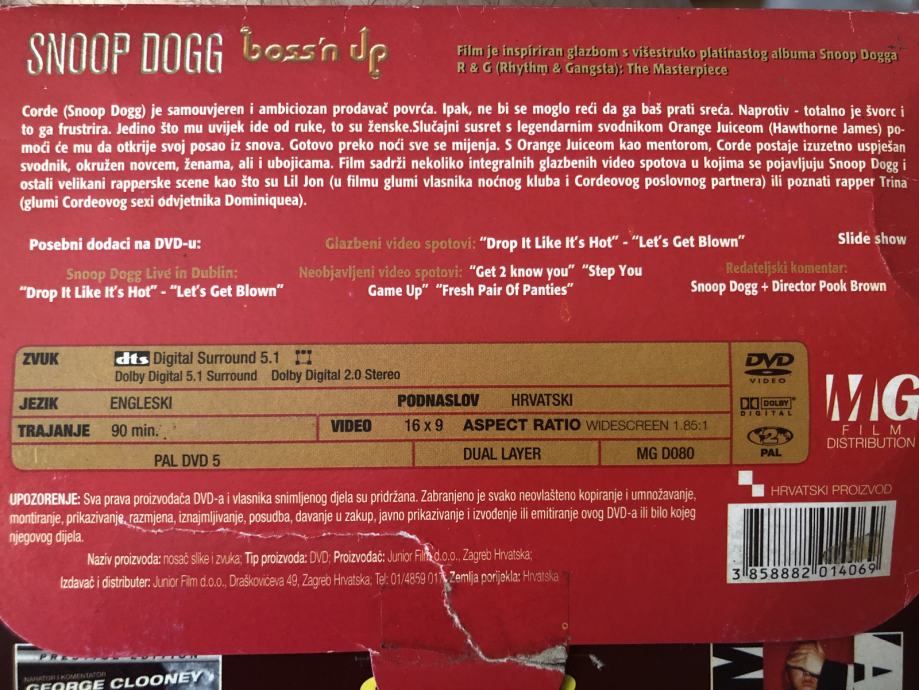 SNOOP DOGG boss'n up
Film je inspiriran glazbom s višestruko platinastog albuma Snoop Dogga
R & G (Rhythm & Gangsta): The Masterpiece
Corde (Snoop Dogg) je samouvjeren i ambiciozan prodavač povrća. Ipak, ne bi se moglo reći da ga baš prati sreća. Naprotiv - totalno je švorc i
to ga frustrira. Jedino što mu uvijek ide od ruke, to su ženske.Slučajni susret s legendarnim svodnikom Orange Juiceom (Hawthorne James) po-
moći će mu da otkrije svoj posao iz snova. Gotovo preko noći sve se mijenja. S Orange Juiceom kao mentorom, Corde postaje izuzetno uspješan
svodnik, okružen novcem, ženama, ali i ubojicama. Film sadrži nekoliko integralnih glazbenih video spotova u kojima se pojavljuju Snoop Dogg i
ostali velikani rapperske scene kao što su Lil Jon (u filmu glumi vlasnika noćnog kluba i Cordeovog poslovnog partnera) ili poznati rapper Trina
(glumi Cordeovog sexi odvjetnika Dominiquea).
Posebni dodaci na DVD-u:
Glazbeni video spotovi: "Drop It Like It's Hot" - "Let's Get Blown"
Slide show
Snoop Dogg Live in Dublin:
"Drop It Like It's Hot" - "Let's Get Blown"
Neobjavljeni video spotovi: "Get 2 know you" "Step You
Game Up" "Fresh Pair Of Panties"
Redateljski komentar:
Snoop Dogg + Director Pook Brown
ZVUK dts Digital Surround 5.1
Dolby Digital 5.1 Surround Dolby Digital 2.0 Stereo
JEZIK ENGLESKI PODNASLOV HRVATSKI
TRAJANJE 90 min. VIDEO 16 x 9 ASPECT RATIO WIDESCREEN 1.85:1
PAL DVD 5 DUAL LAYER MG D080
DVD
VIDEO
DOLBY
DIGITAL
2
PAL
MG
FILM
DISTRIBUTION
HRVATSKI PROIZVOD
3 858882 014069
UPOZORENJE: Sva prava proizvođača DVD-a i vlasnika snimljenog djela su pridržana. Zabranjeno je svako neovlašteno kopiranje i umnožavanje,
montiranje, prikazivanje, razmjena, iznajmljivanje, posudba, davanje u zakup, javno prikazivanje i izvođenje ili emitiranje ovog DVD-a ili bilo kojeg
njegovog dijela.
Naziv proizvoda: nosač slike i zvuka; Tip proizvoda: DVD; Proizvođač: Junior Film d.o.o., Zagreb Hrvatska;
Izdavač i distributer: Junior Film d.o.o., Draškovićeva 49, Zagreb Hrvatska; Tel: 01/4859 017 Zemlja porijekla: Hrvatska
NARATOR I KOMENTATOR
GEORGE CLOONEY